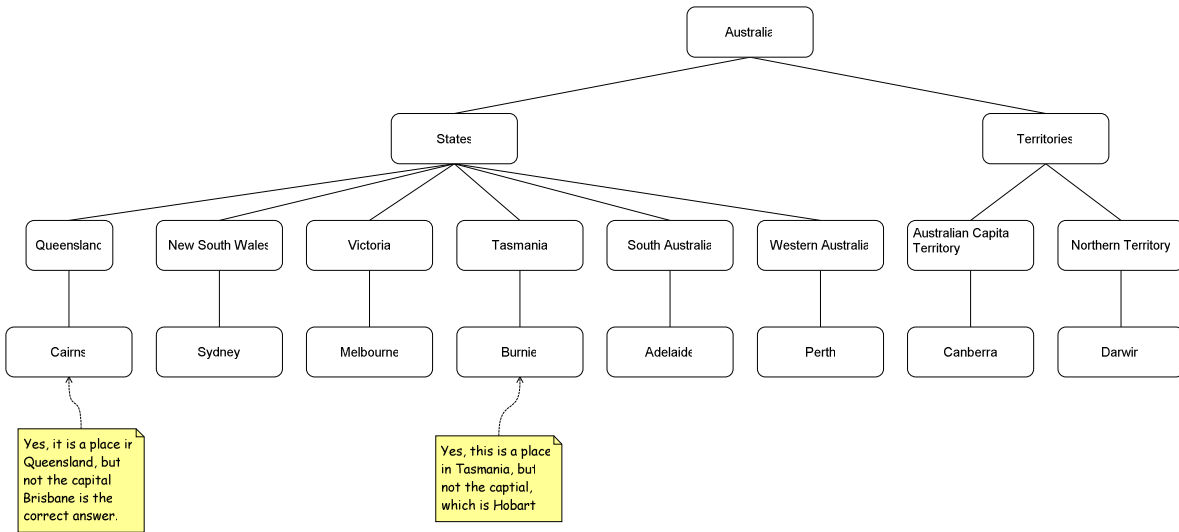 Australia
States
Territories
Queensland
New South Wales
Victoria
Tasmania
South Australia
Western Australia
Australian Capita
Territory
Northern Territory
Cairns
Sydney
Melbourne
Burnie
Adelaide
Perth
Canberra
Darwin
Yes, it is a place in
Queensland, but
not the capital
Brisbane is the
correct answer.
Yes, this is a place
in Tasmania, but
not the captial,
which is Hobart